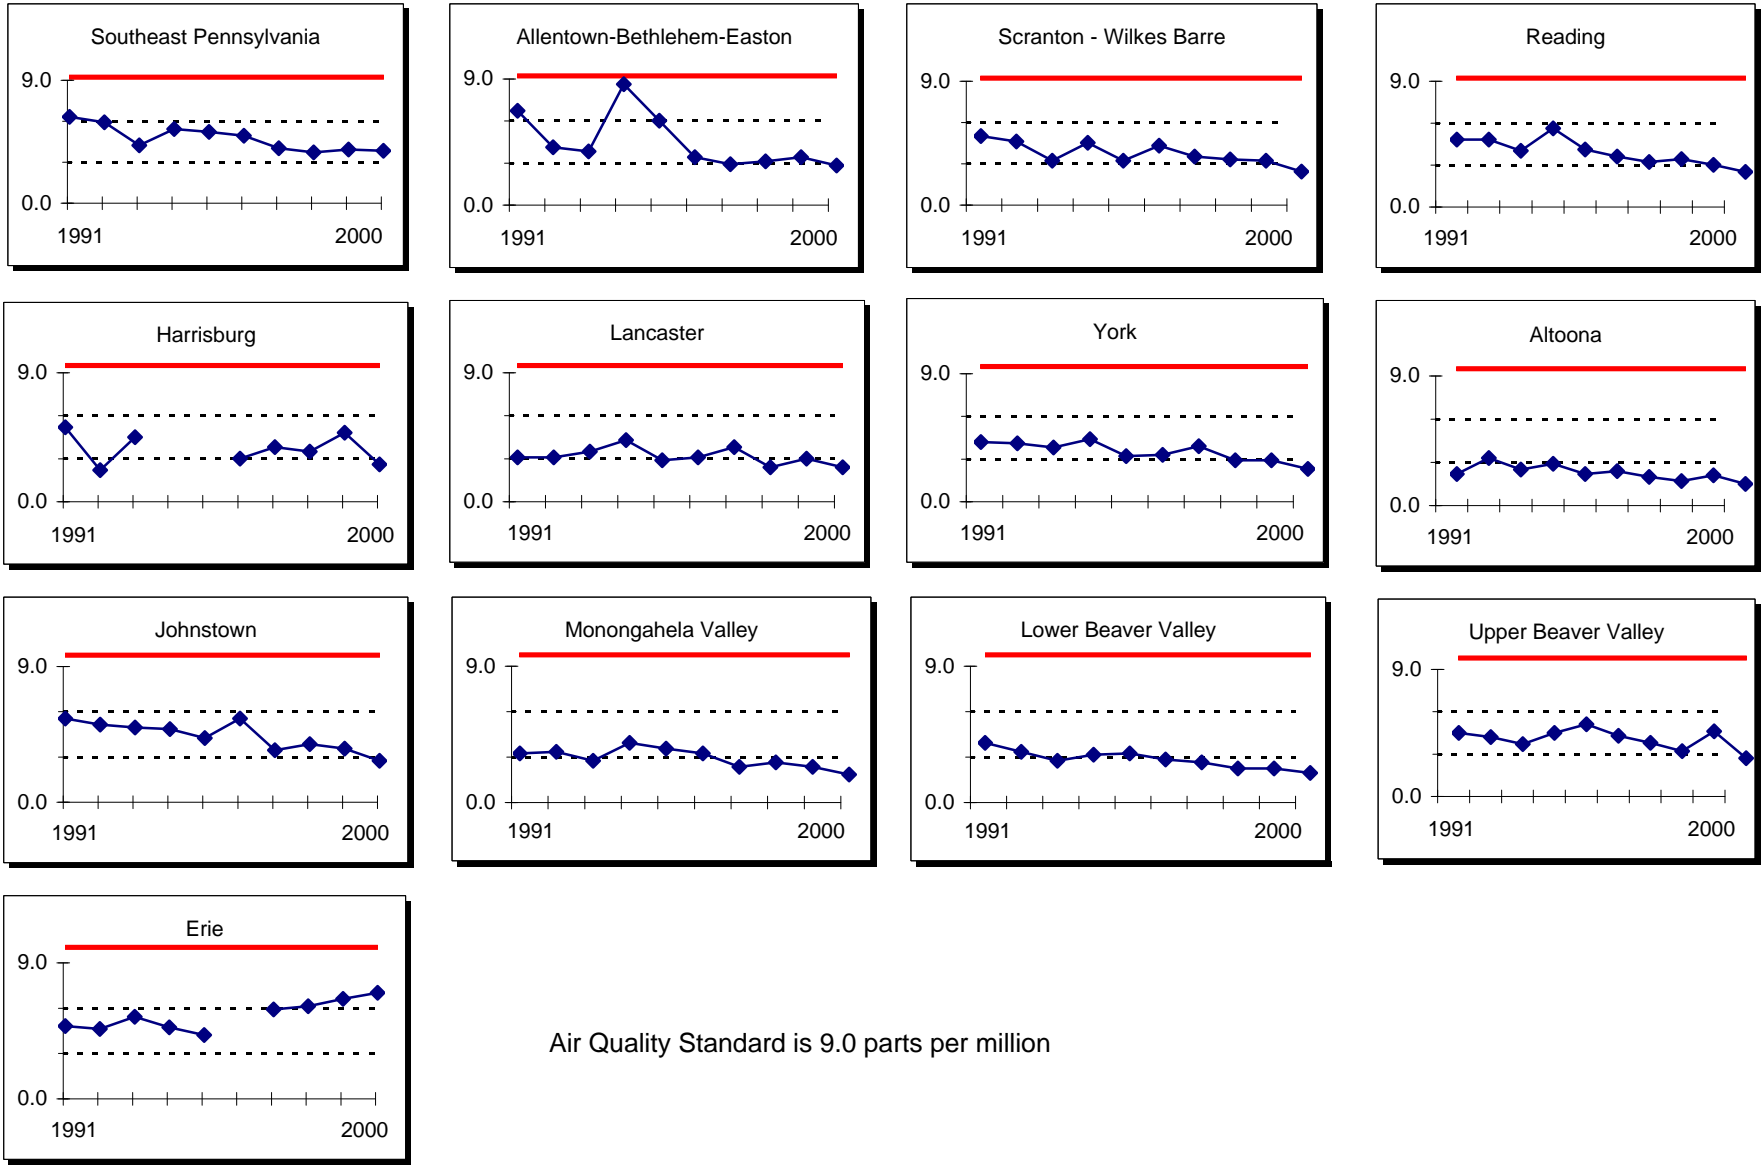 Southeast Pennsylvania
9.0
0.0
1991 2000
Allentown-Bethlehem-Easton
9.0
0.0
1991 2000
Scranton - Wilkes Barre
9.0
0.0
1991 2000
Reading
9.0
0.0
1991 2000
Harrisburg
9.0
0.0
1991 2000
Lancaster
9.0
0.0
1991 2000
York
9.0
0.0
1991 2000
Altoona
9.0
0.0
1991 2000
Johnstown
9.0
0.0
1991 2000
Monongahela Valley
9.0
0.0
1991 2000
Lower Beaver Valley
9.0
0.0
1991 2000
Upper Beaver Valley
9.0
0.0
1991 2000
Erie
9.0
0.0
1991 2000
Air Quality Standard is 9.0 parts per million